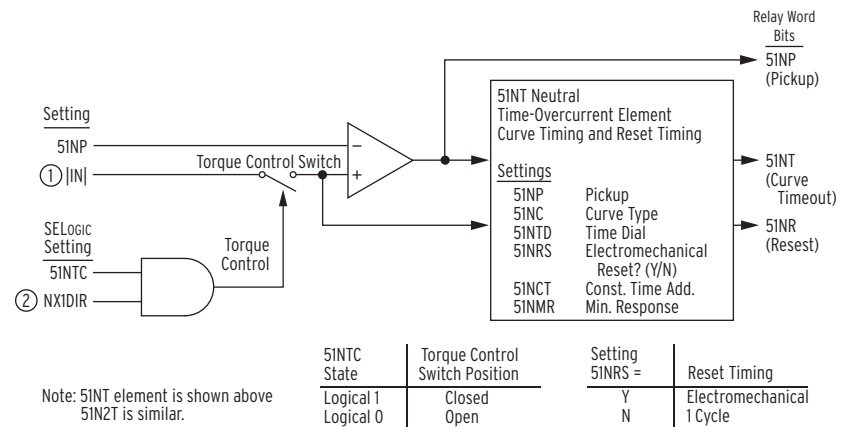 Relay Word
Bits
51NP
(Pickup)
51NT Neutral
Time-Overcurrent Element
Curve Timing and Reset Timing
Settings
51NP Pickup
51NC Curve Type
51NTD Time Dial
51NRS Electromechanical
Reset? (Y/N)
51NCT Const. Time Add.
51NMR Min. Response
51NT
(Curve
Timeout)
51NR
(Resest)
Setting
51NP
1 |IN|
Torque Control Switch
−
+
SELOGIC
Setting
51NTC
2 NX1DIR
Torque
Control
Note: 51NT element is shown above
51N2T is similar.
51NTC Torque Control
State Switch Position
Logical 1 Closed
Logical 0 Open
Setting
51NRS = Reset Timing
Y Electromechanical
N 1 Cycle